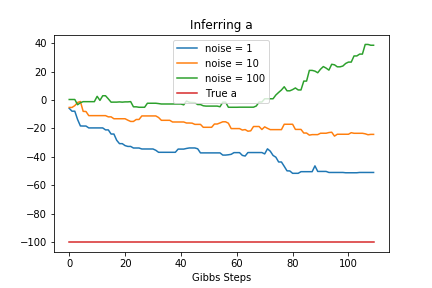 Inferring a
noise = 1
noise = 10
noise = 100
True a
40
20
0
−20
−40
−60
−80
−100
0 20 40 60 80 100
Gibbs Steps